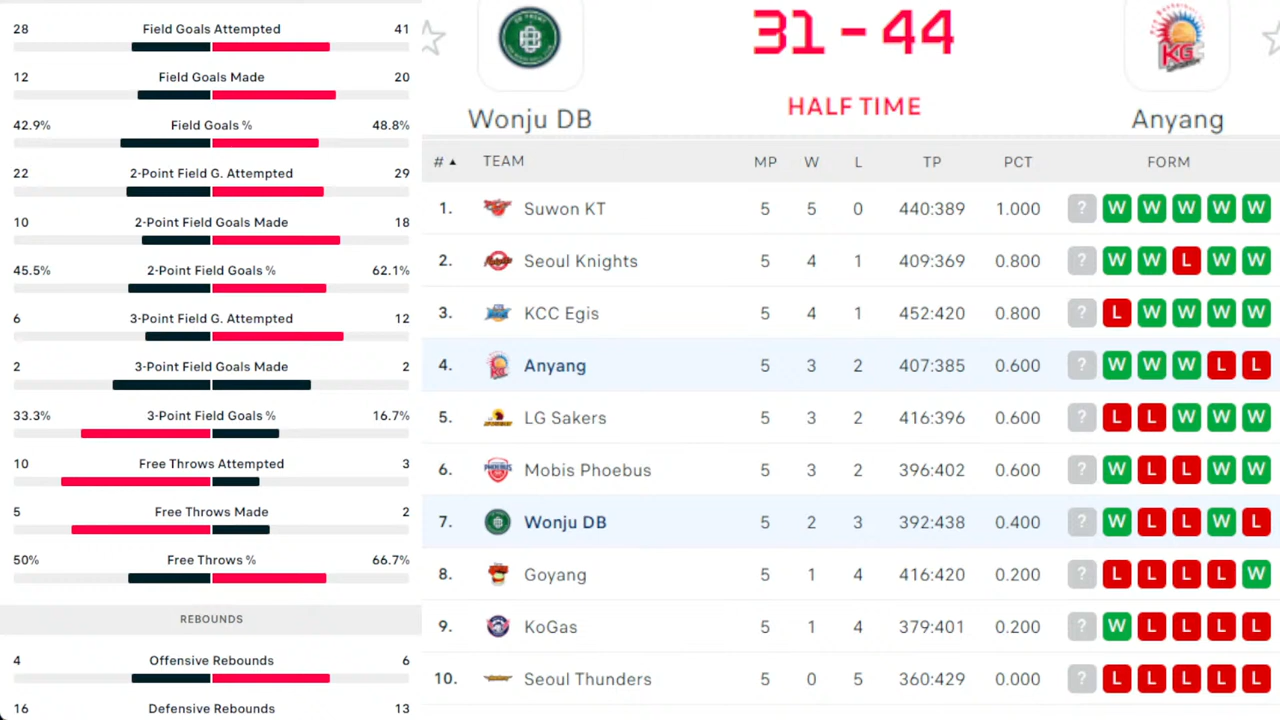 28 Field Goals Attempted 41
12 Field Goals Made 20
42.9% Field Goals % 48.8%
22 2-Point Field G. Attempted 29
10 2-Point Field Goals Made 18
45.5% 2-Point Field Goals % 62.1%
6 3-Point Field G. Attempted 12
2 3-Point Field Goals Made 2
33.3% 3-Point Field Goals % 16.7%
10 Free Throws Attempted 3
5 Free Throws Made 2
50% Free Throws % 66.7%
REBOUNDS
4 Offensive Rebounds 6
16 Defensive Rebounds 13
31 - 44
HALF TIME
Wonju DB
KG
Anyang
# TEAM MP W L TP PCT FORM
1. Suwon KT 5 5 0 440:389 1.000 ? W W W W W
2. Seoul Knights 5 4 1 409:369 0.800 ? W W L W W
3. KCC Egis 5 4 1 452:420 0.800 ? L W W W W
4. Anyang 5 3 2 407:385 0.600 ? W W W L L
5. LG Sakers 5 3 2 416:396 0.600 ? L L W W W
6. Mobis Phoebus 5 3 2 396:402 0.600 ? W L L W W
7. Wonju DB 5 2 3 392:438 0.400 ? W L L W L
8. Goyang 5 1 4 416:420 0.200 ? L L L L W
9. KoGas 5 1 4 379:401 0.200 ? W L L L L
10. Seoul Thunders 5 0 5 360:429 0.000 ? L L L L L